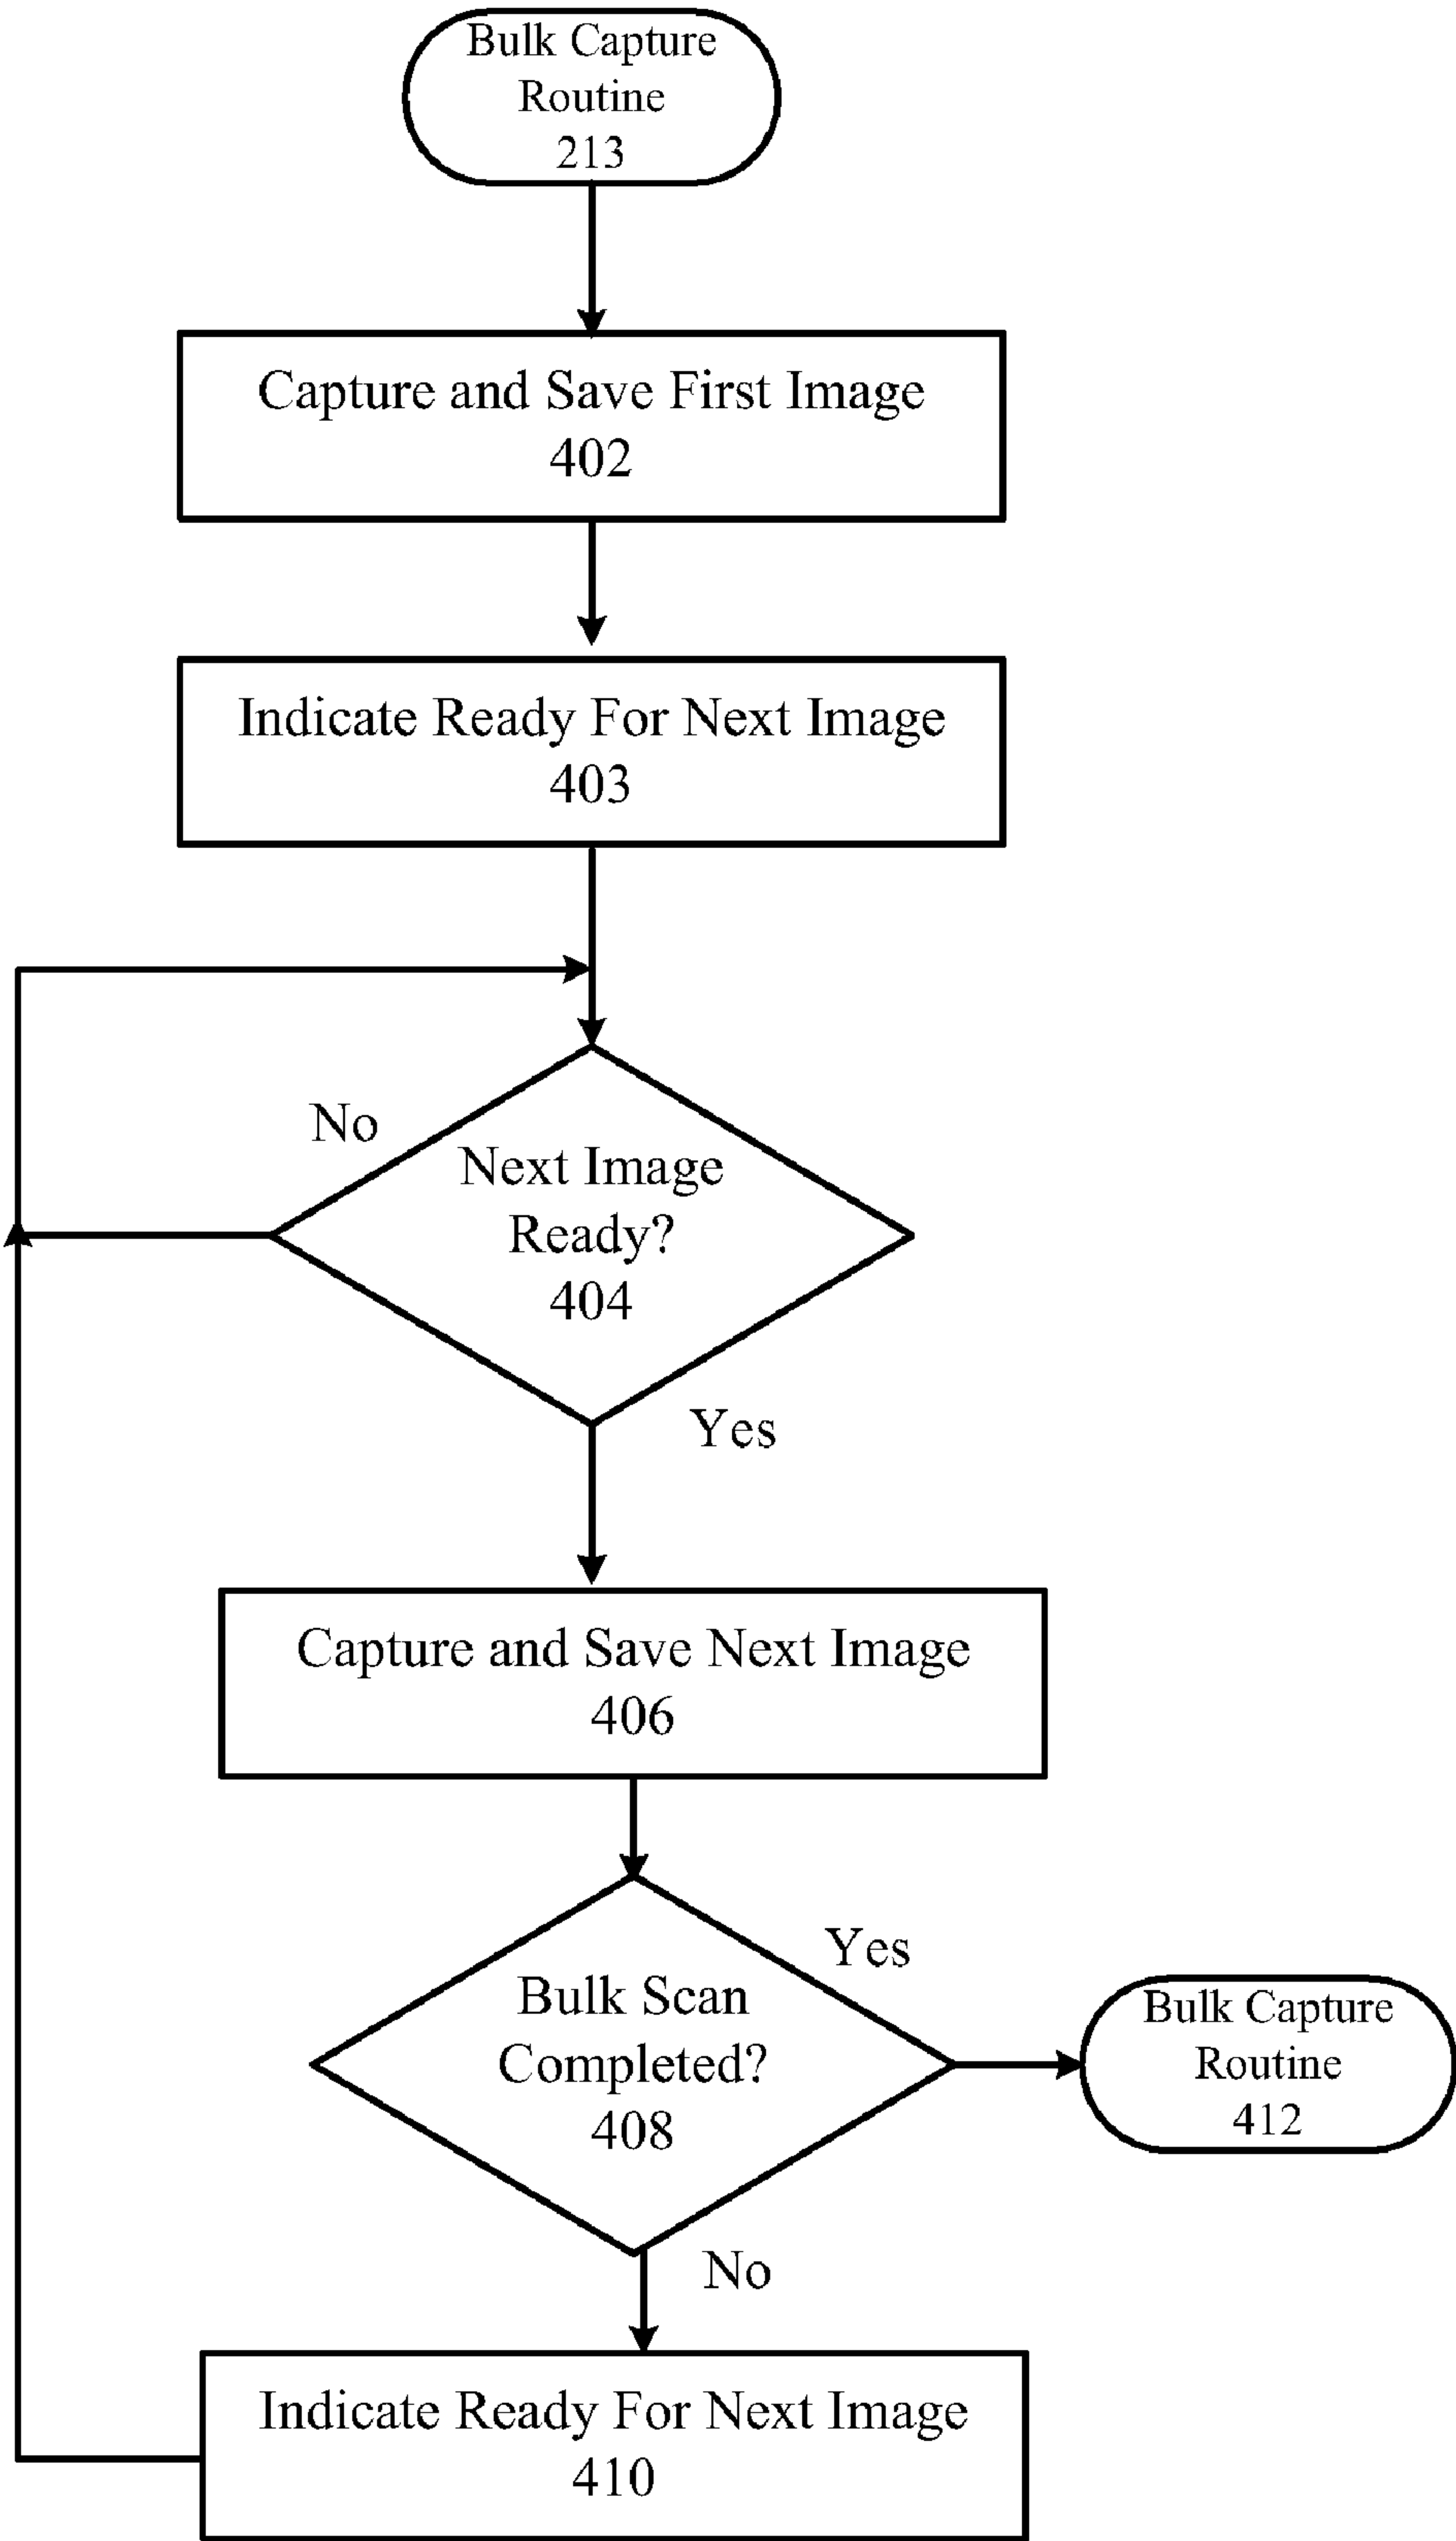 Bulk Capture
Routine
213
Capture and Save First Image
402
Indicate Ready For Next Image
403
No
Next Image
Ready?
404
Yes
Capture and Save Next Image
406
Yes
Bulk Scan
Completed?
408
Bulk Capture
Routine
412
No
Indicate Ready For Next Image
410